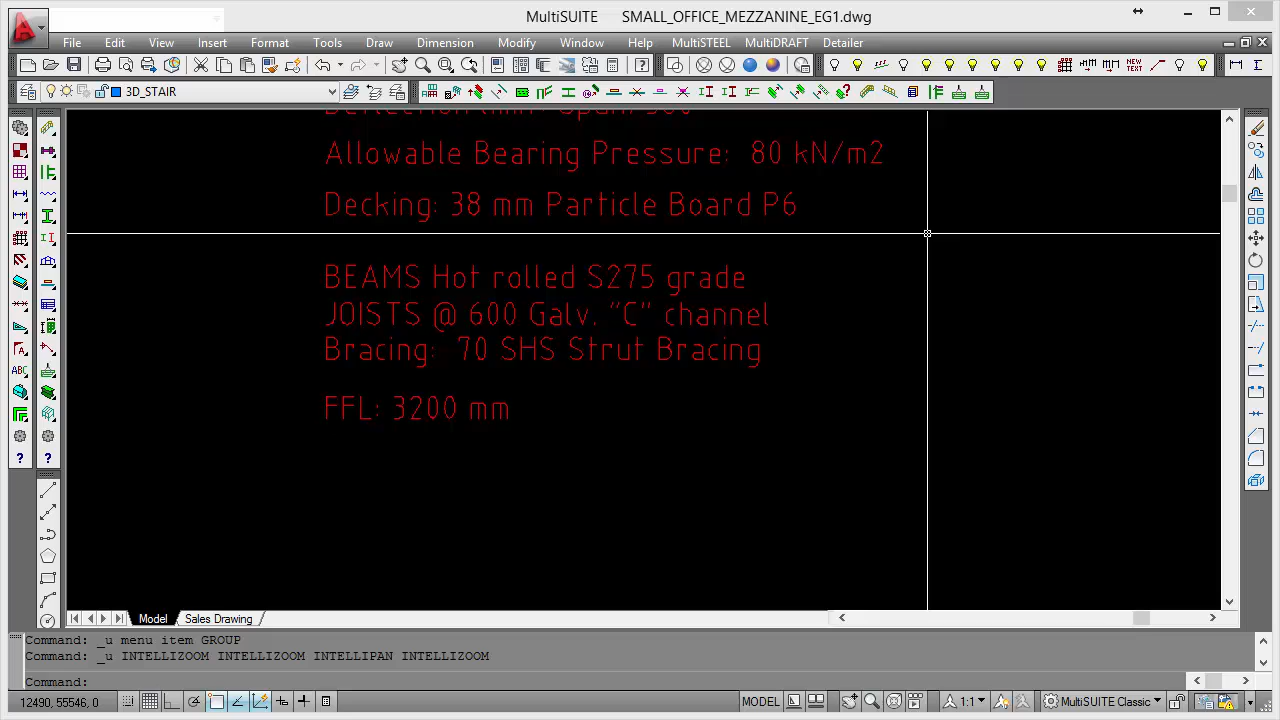 MultiSUITE SMALL_OFFICE_MEZZANINE_EG1.dwg
File Edit View Insert Format Tools Draw Dimension Modify Window Help MultiSTEEL MultiDRAFT Detailer
NEW TEXT
3D_STAIR
Allowable Bearing Pressure: 80 kN/m2
Decking: 38 mm Particle Board P6
BEAMS Hot rolled S275 grade
JOISTS @ 600 Galv. "C" channel
Bracing: 70 SHS Strut Bracing
FFL: 3200 mm
ABC
Model Sales Drawing
Command: _u menu item GROUP
Command: _u INTELLIZOOM INTELLIZOOM INTELLIPAN INTELLIZOOM
Command:
12490, 55546, 0 MODEL 1:1 MultiSUITE Classic